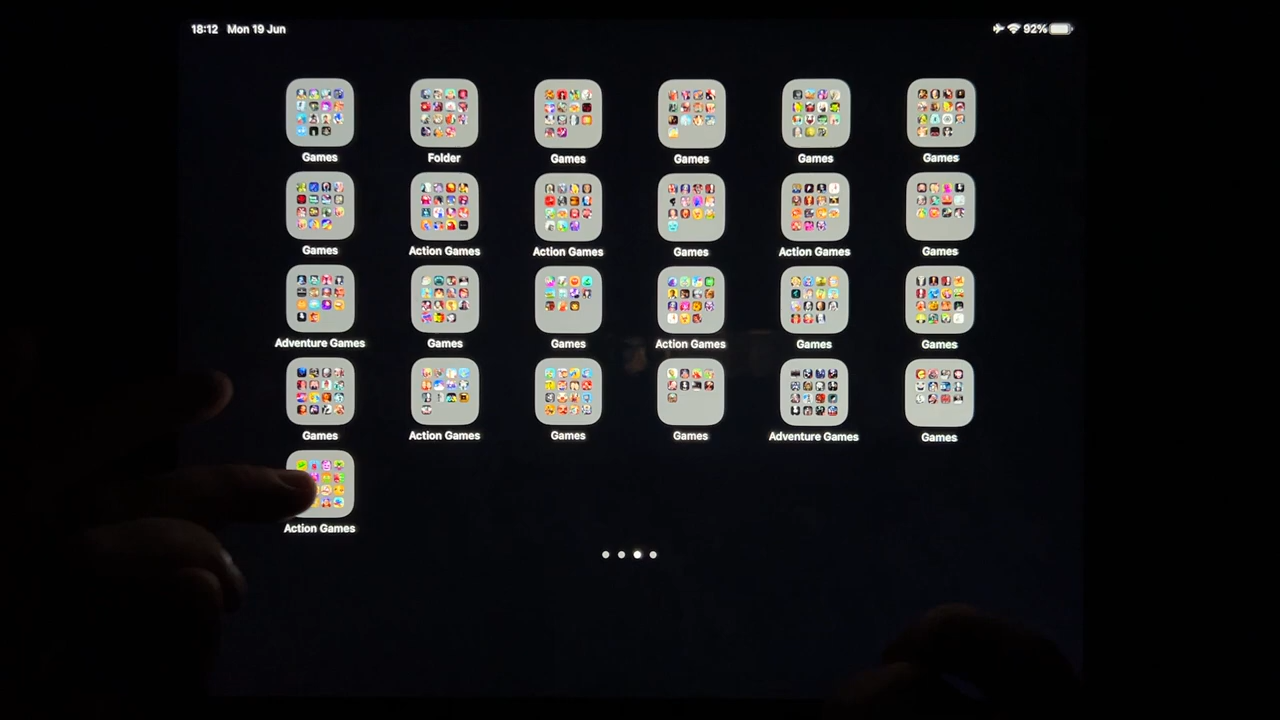 18:12 Mon 19 Jun 92%
Games Folder Games Games Games Games
Games Action Games Action Games Games Action Games Games
Adventure Games Games Games Action Games Games Games
Games Action Games Games Games Adventure Games Games
Action Games